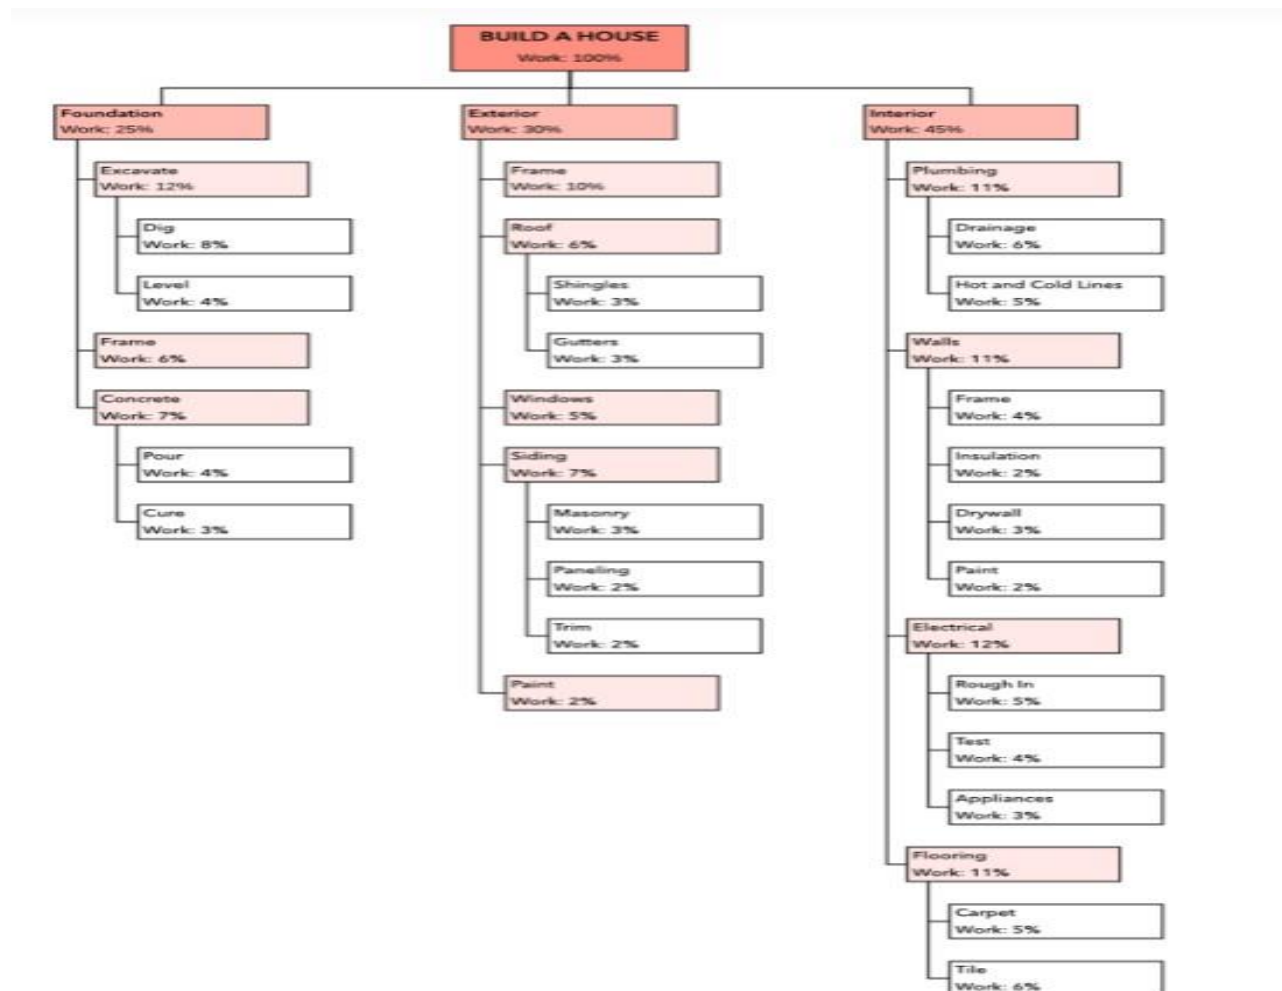 BUILD A HOUSE
Work: 100%
Foundation
Work: 25%
Excavate
Work: 12%
Dig
Work: 8%
Level
Work: 4%
Frame
Work: 6%
Concrete
Work: 7%
Pour
Work: 4%
Cure
Work: 3%
Exterior
Work: 30%
Frame
Work: 10%
Roof
Work: 6%
Shingles
Work: 3%
Gutters
Work: 3%
Windows
Work: 5%
Siding
Work: 7%
Masonry
Work: 3%
Paneling
Work: 2%
Trim
Work: 2%
Paint
Work: 2%
Interior
Work: 45%
Plumbing
Work: 11%
Drainage
Work: 6%
Hot and Cold Lines
Work: 5%
Walls
Work: 11%
Frame
Work: 4%
Insulation
Work: 2%
Drywall
Work: 3%
Paint
Work: 2%
Electrical
Work: 12%
Rough In
Work: 5%
Test
Work: 4%
Appliances
Work: 3%
Flooring
Work: 11%
Carpet
Work: 5%
Tile
Work: 6%